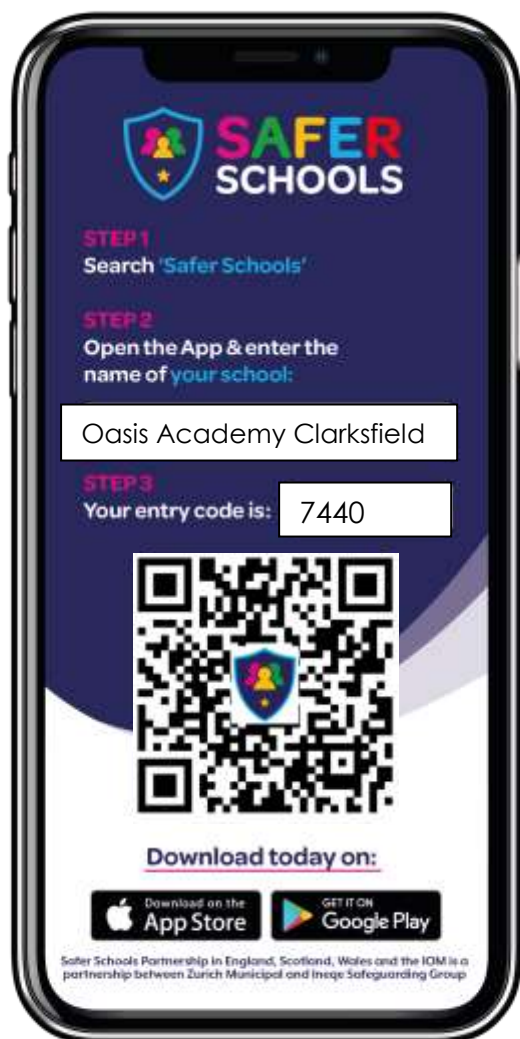 SAFER
SCHOOLS
STEP 1
Search 'Safer Schools'
STEP 2
Open the App & enter the
name of your school:
Oasis Academy Clarksfield
STEP 3
Your entry code is: 7440
Download today on:
Download on the
App Store
GET IT ON
Google Play
Safer Schools Partnership in England, Scotland, Wales and the IOM is a
partnership between Zurich Municipal and Ineqe Safeguarding Group